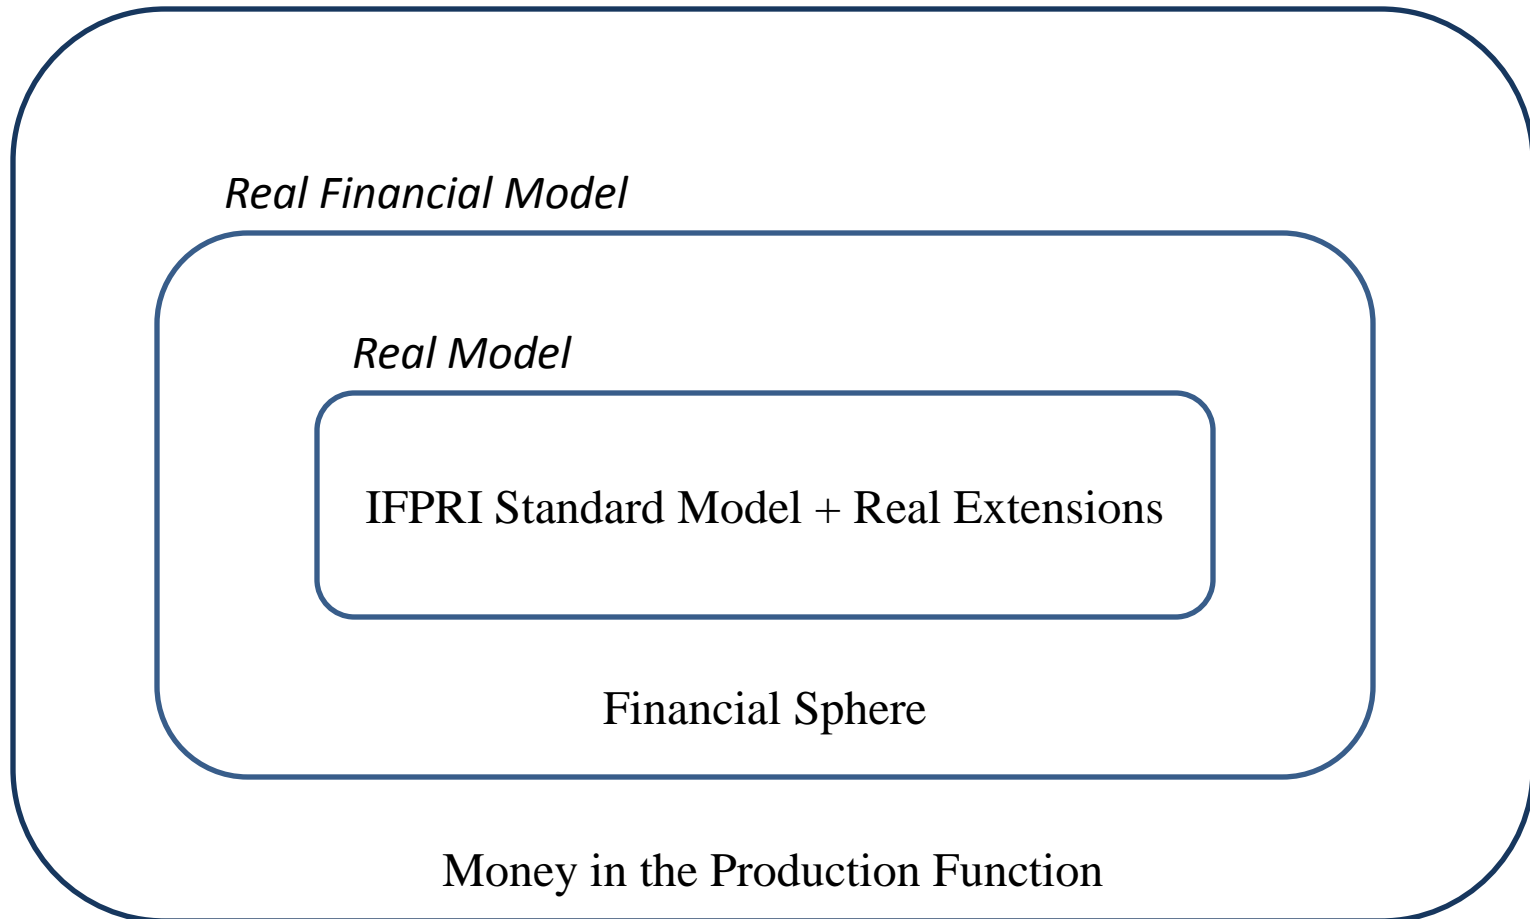 Real Financial Model
Real Model
IFPRI Standard Model + Real Extensions
Financial Sphere
Money in the Production Function